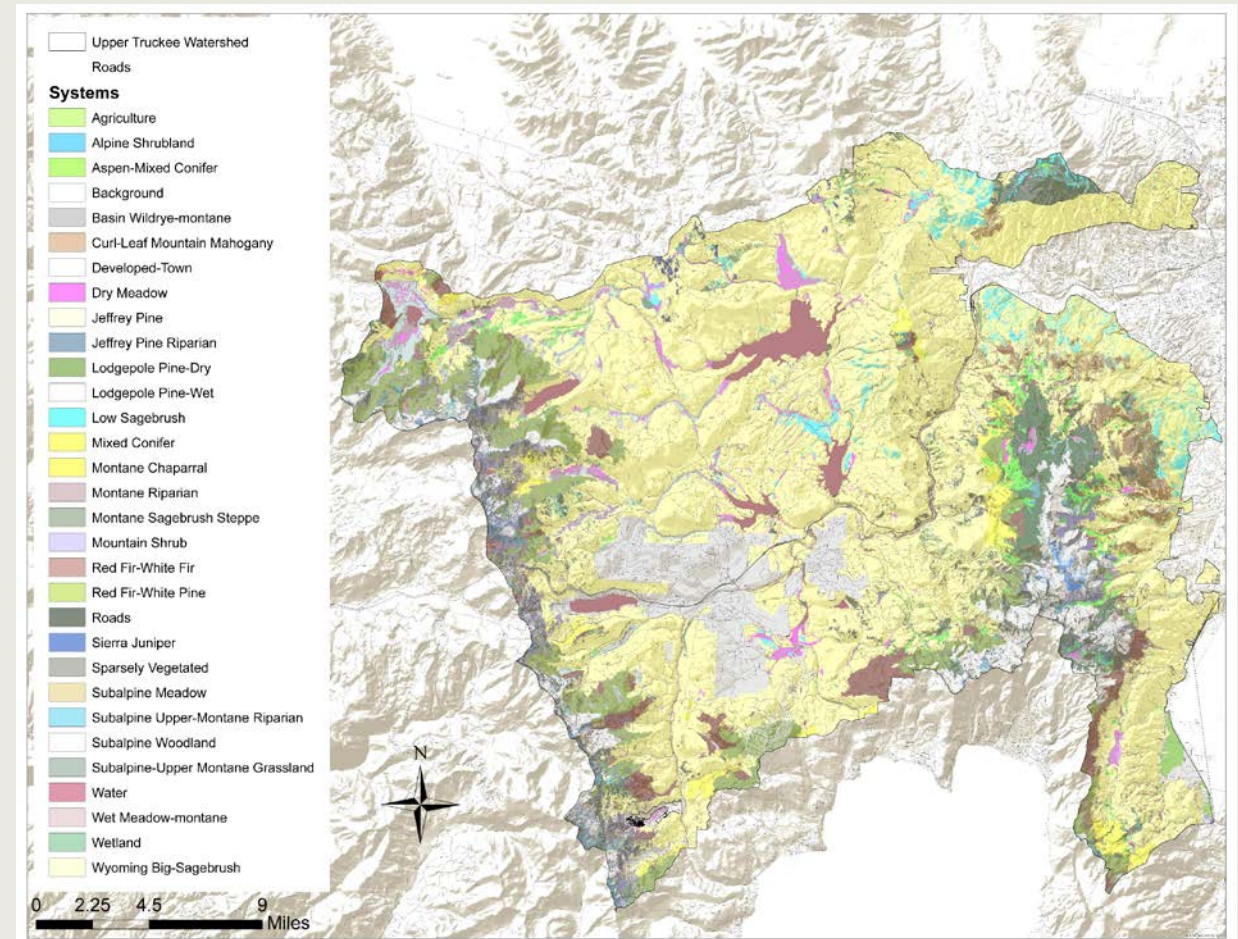 Upper Truckee Watershed
Roads
Systems
Agriculture
Alpine Shrubland
Aspen-Mixed Conifer
Background
Basin Wildrye-montane
Curl-Leaf Mountain Mahogany
Developed-Town
Dry Meadow
Jeffrey Pine
Jeffrey Pine Riparian
Lodgepole Pine-Dry
Lodgepole Pine-Wet
Low Sagebrush
Mixed Conifer
Montane Chaparral
Montane Riparian
Montane Sagebrush Steppe
Mountain Shrub
Red Fir-White Fir
Red Fir-White Pine
Roads
Sierra Juniper
Sparsely Vegetated
Subalpine Meadow
Subalpine Upper-Montane Riparian
Subalpine Woodland
Subalpine-Upper Montane Grassland
Water
Wet Meadow-montane
Wetland
Wyoming Big-Sagebrush
N
0 2.25 4.5 9
Miles